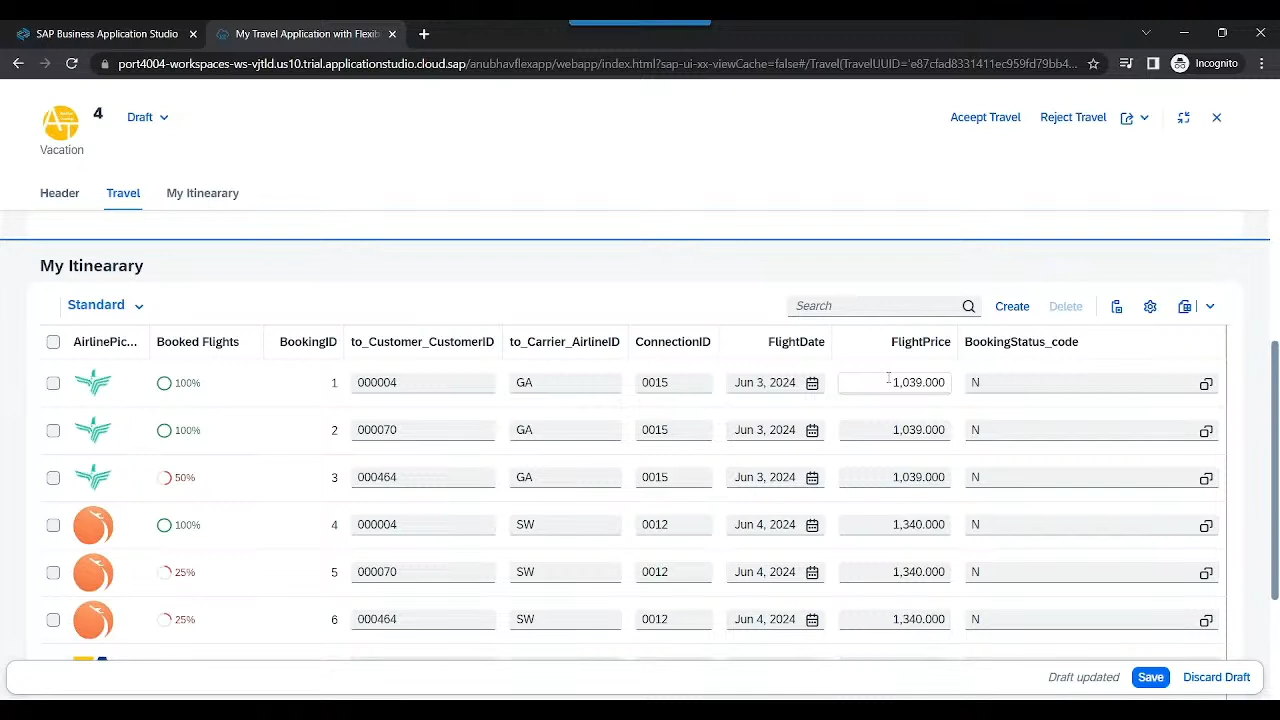 SAP Business Application Studio
My Travel Application with Flexib
port4004-workspaces-ws-vjtld.us10.trial.applicationstudio.cloud.sap/anubhavflexapp/webapp/index.html?sap-ui-xx-viewCache=false#/Travel(TravelUUID='e87cfad8331411ec959fd79bb4...
Incognito
4
Draft
Aceept Travel
Reject Travel
AT
Vacation
Header
Travel
My Itinearary
My Itinearary
Standard
Search
Create
Delete
AirlinePic...
Booked Flights
BookingID
to_Customer_CustomerID
to_Carrier_AirlineID
ConnectionID
FlightDate
FlightPrice
BookingStatus_code
100% 1 000004 GA 0015 Jun 3, 2024 1,039.000 N
100% 2 000070 GA 0015 Jun 3, 2024 1,039.000 N
50% 3 000464 GA 0015 Jun 3, 2024 1,039.000 N
100% 4 000004 SW 0012 Jun 4, 2024 1,340.000 N
25% 5 000070 SW 0012 Jun 4, 2024 1,340.000 N
25% 6 000464 SW 0012 Jun 4, 2024 1,340.000 N
Draft updated
Save
Discard Draft